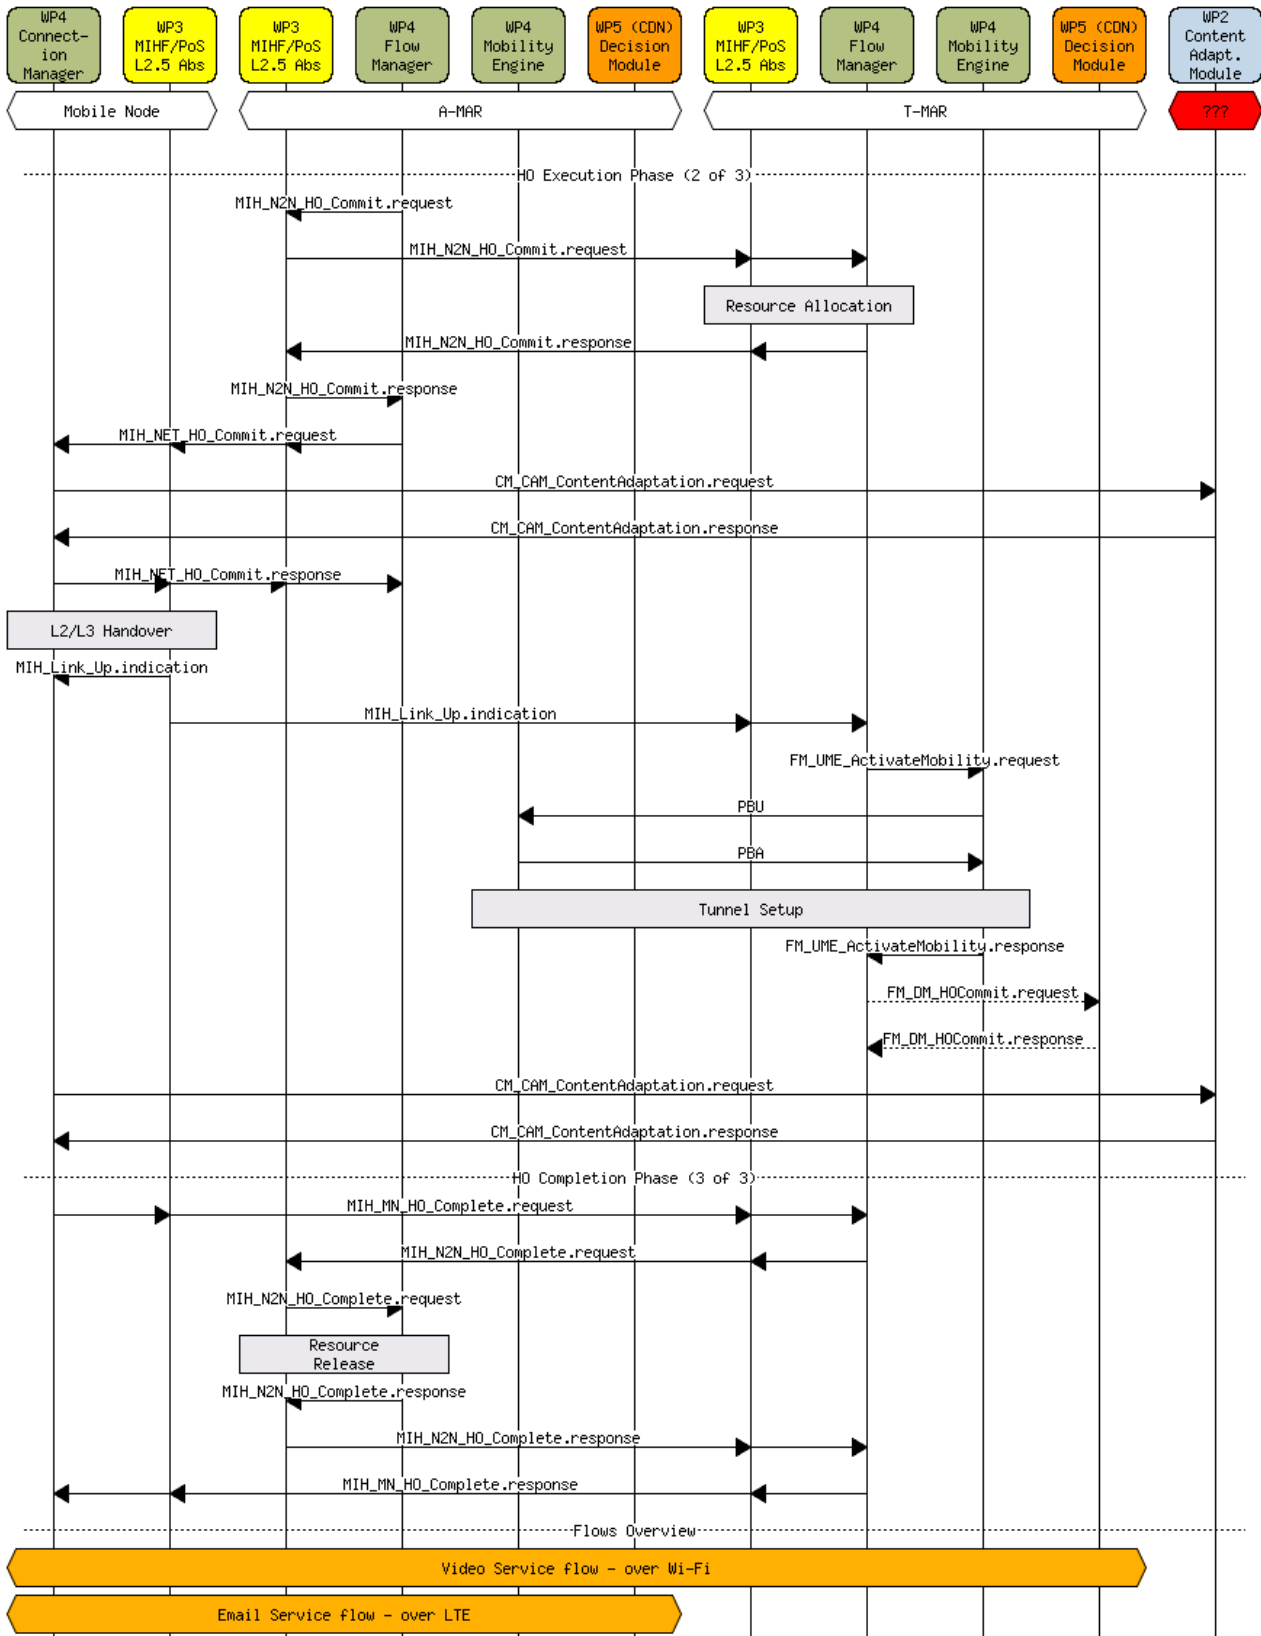 WP4
Connect-
ion
Manager
WP3
MIHF/PoS
L2.5 Abs
WP3
MIHF/PoS
L2.5 Abs
WP4
Flow
Manager
WP4
Mobility
Engine
WP5 (CDN)
Decision
Module
WP3
MIHF/PoS
L2.5 Abs
WP4
Flow
Manager
WP4
Mobility
Engine
WP5 (CDN)
Decision
Module
WP2
Content
Adapt.
Module
Mobile Node
A-MAR
T-MAR
???
HO Execution Phase (2 of 3)
MIH_N2N_HO_Commit.request
MIH_N2N_HO_Commit.request
Resource Allocation
MIH_N2N_HO_Commit.response
MIH_N2N_HO_Commit.response
MIH_NET_HO_Commit.request
CM_CAM_ContentAdaptation.request
CM_CAM_ContentAdaptation.response
MIH_NET_HO_Commit.response
L2/L3 Handover
MIH_Link_Up.indication
MIH_Link_Up.indication
FM_UME_ActivateMobility.request
PBU
PBA
Tunnel Setup
FM_UME_ActivateMobility.response
FM_DM_HOCommit.request
FM_DM_HOCommit.response
CM_CAM_ContentAdaptation.request
CM_CAM_ContentAdaptation.response
HO Completion Phase (3 of 3)
MIH_MN_HO_Complete.request
MIH_N2N_HO_Complete.request
MIH_N2N_HO_Complete.request
Resource
Release
MIH_N2N_HO_Complete.response
MIH_N2N_HO_Complete.response
MIH_MN_HO_Complete.response
Flows Overview
Video Service flow - over Wi-Fi
Email Service flow - over LTE